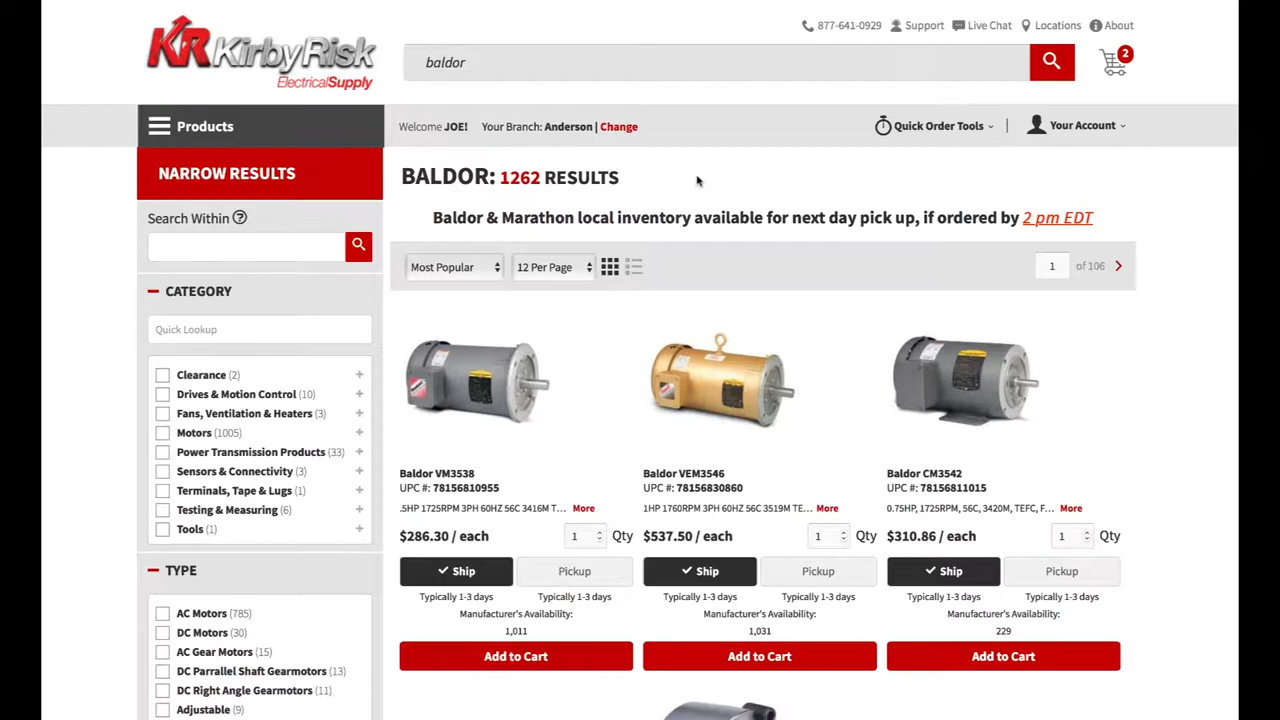 877-641-0929 Support Live Chat Locations About
KR KirbyRisk
ElectricalSupply
baldor
2
Products
Welcome JOE! Your Branch: Anderson | Change
Quick Order Tools | Your Account
NARROW RESULTS
Search Within ?
CATEGORY
Quick Lookup
Clearance (2) +
Drives & Motion Control (10) +
Fans, Ventilation & Heaters (3) +
Motors (1005) +
Power Transmission Products (33) +
Sensors & Connectivity (3) +
Terminals, Tape & Lugs (1) +
Testing & Measuring (6) +
Tools (1)
TYPE
AC Motors (785)
DC Motors (30)
AC Gear Motors (15)
DC Parrallel Shaft Gearmotors (13)
DC Right Angle Gearmotors (11)
Adjustable (9)
BALDOR: 1262 RESULTS
Baldor & Marathon local inventory available for next day pick up, if ordered by 2 pm EDT
Most Popular 12 Per Page 1 of 106
Baldor VM3538
UPC #: 78156810955
.5HP 1725RPM 3PH 60HZ 56C 3416M T... More
$286.30 / each 1 Qty
Ship Pickup
Typically 1-3 days Typically 1-3 days
Manufacturer's Availability:
1,011
Add to Cart
Baldor VEM3546
UPC #: 78156830860
1HP 1760RPM 3PH 60HZ 56C 3519M TE... More
$537.50 / each 1 Qty
Ship Pickup
Typically 1-3 days Typically 1-3 days
Manufacturer's Availability:
1,031
Add to Cart
Baldor CM3542
UPC #: 78156811015
0.75HP, 1725RPM, 56C, 3420M, TEFC, F... More
$310.86 / each 1 Qty
Ship Pickup
Typically 1-3 days Typically 1-3 days
Manufacturer's Availability:
229
Add to Cart